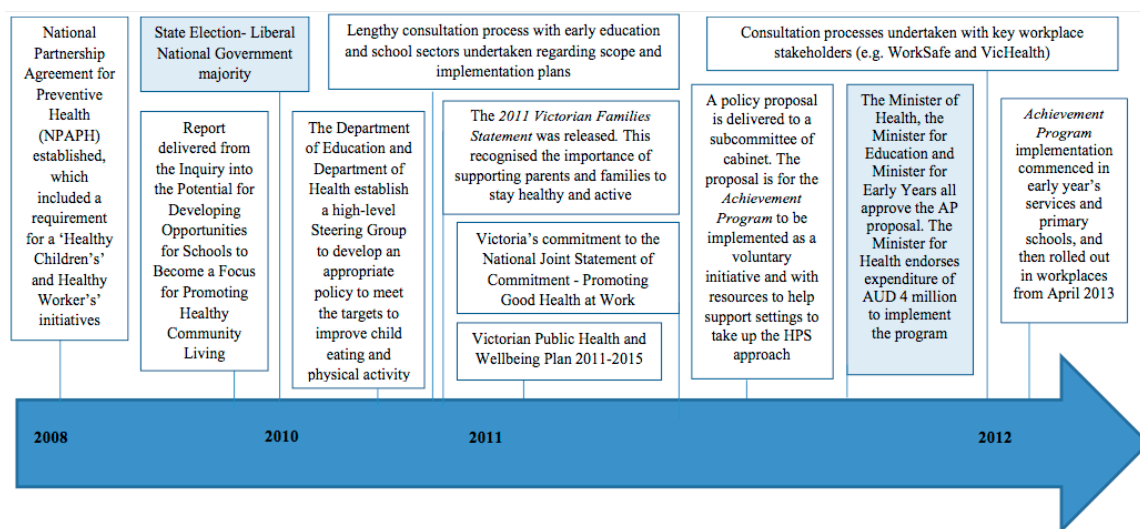 National
Partnership
Agreement for
Preventive
Health
(NPAPH)
established,
which
included a
requirement
for a ‘Healthy
Children’s’ and
Healthy
Worker’s’
initiatives
State Election- Liberal
National Government
majority
Report
delivered from
the Inquiry into
the Potential for
Developing
Opportunities
for Schools to
Become a Focus
for Promoting
Healthy
Community
Living
The Department
of Education and
Department of
Health establish
a high-level
Steering Group
to develop an
appropriate
policy to meet
the targets to
improve child
eating and
physical activity
Lengthy consultation process with early education
and school sectors undertaken regarding scope and
implementation plans
The 2011 Victorian Families
Statement was released. This
recognised the importance of
supporting parents and families to
stay healthy and active
Victoria’s commitment to the
National Joint Statement of
Commitment - Promoting
Good Health at Work
Victorian Public Health and
Wellbeing Plan 2011-2015
Consultation processes undertaken with key workplace
stakeholders (e.g. WorkSafe and VicHealth)
A policy proposal
is delivered to a
subcommittee of
cabinet. The
proposal is for the
Achievement
Program to be
implemented as a
voluntary
initiative and with
resources to help
support settings to
take up the HPS
approach
The Minister of
Health, the
Minister for
Education and
Minister for
Early Years all
approve the AP
proposal. The
Minister for
Health endorses
expenditure of
AUD 4 million
to implement
the program
Achievement
Program
implementation
commenced in
early year’s
services and
primary
schools, and
then rolled out
in workplaces
from April 2013
2008
2010
2011
2012